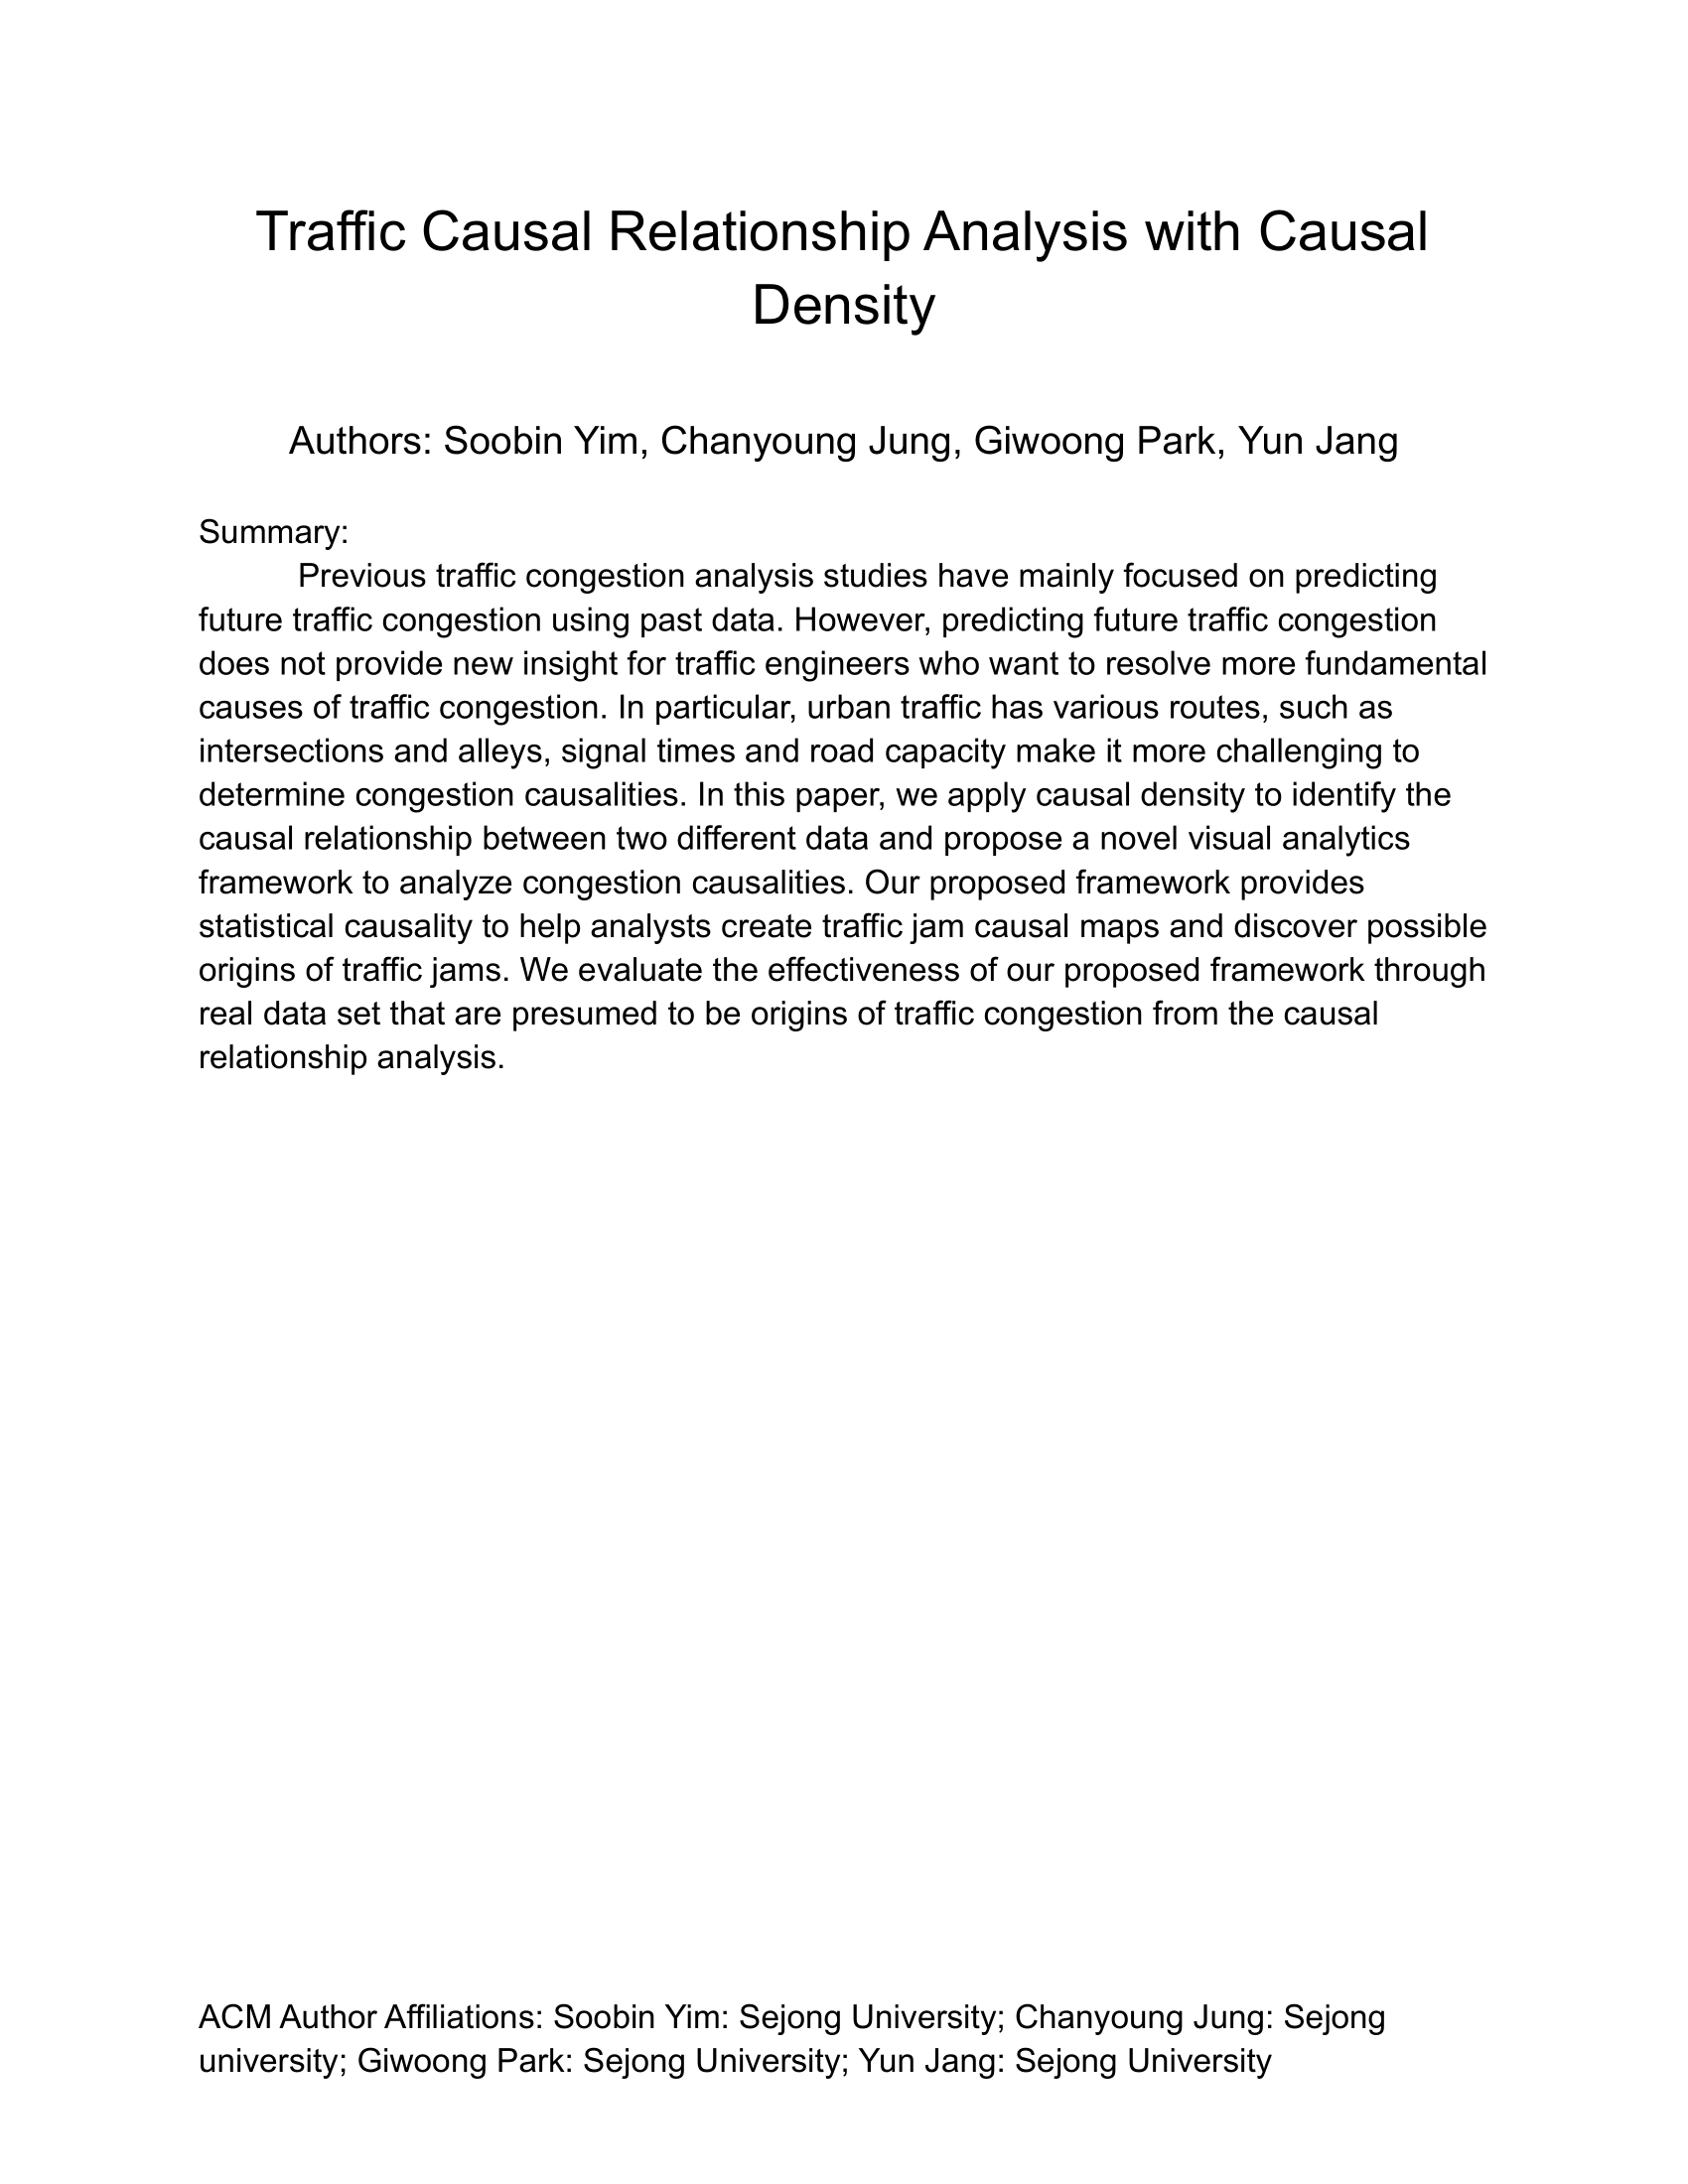 Traffic Causal Relationship Analysis with Causal
Density
Authors: Soobin Yim, Chanyoung Jung, Giwoong Park, Yun Jang
Summary:
Previous traffic congestion analysis studies have mainly focused on predicting
future traffic congestion using past data. However, predicting future traffic congestion
does not provide new insight for traffic engineers who want to resolve more fundamental
causes of traffic congestion. In particular, urban traffic has various routes, such as
intersections and alleys, signal times and road capacity make it more challenging to
determine congestion causalities. In this paper, we apply causal density to identify the
causal relationship between two different data and propose a novel visual analytics
framework to analyze congestion causalities. Our proposed framework provides
statistical causality to help analysts create traffic jam causal maps and discover possible
origins of traffic jams. We evaluate the effectiveness of our proposed framework through
real data set that are presumed to be origins of traffic congestion from the causal
relationship analysis.
ACM Author Affiliations: Soobin Yim: Sejong University; Chanyoung Jung: Sejong
university; Giwoong Park: Sejong University; Yun Jang: Sejong University